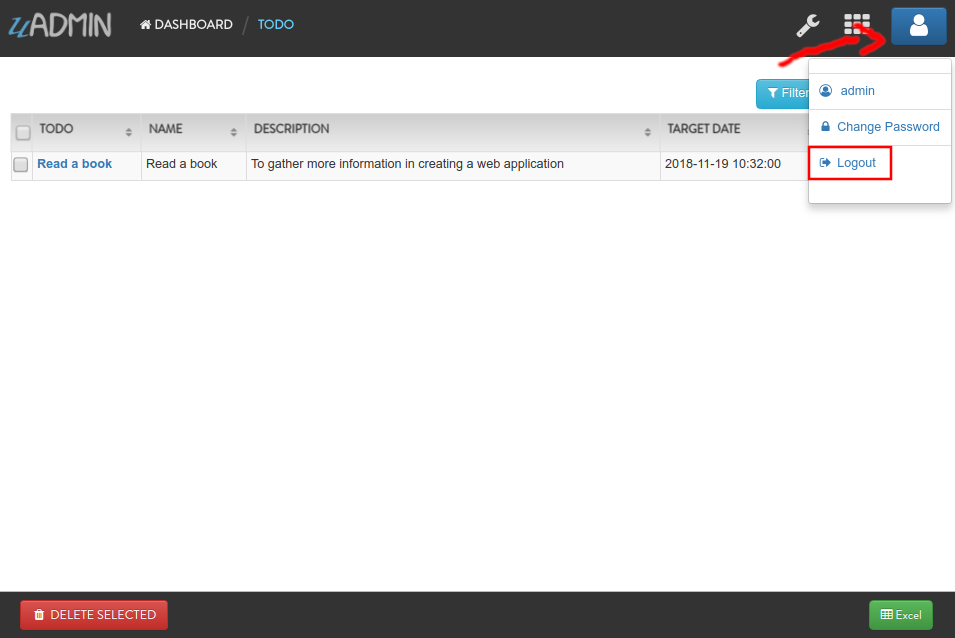 uADMIN
DASHBOARD / TODO
Filter
admin
Change Password
Logout
TODO NAME DESCRIPTION TARGET DATE
Read a book Read a book To gather more information in creating a web application 2018-11-19 10:32:00
DELETE SELECTED
Excel